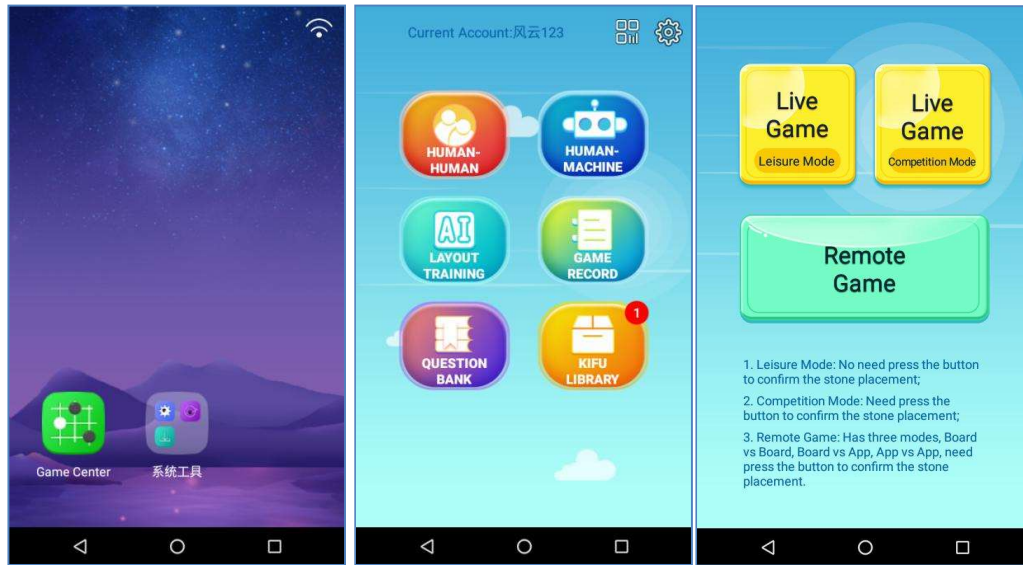 Game Center
系统工具
Current Account:风云123
HUMAN-
HUMAN
HUMAN-
MACHINE
AI
LAYOUT
TRAINING
GAME
RECORD
QUESTION
BANK
1
KIFU
LIBRARY
Live
Game
Leisure Mode
Live
Game
Competition Mode
Remote
Game
1. Leisure Mode: No need press the button
to confirm the stone placement;
2. Competition Mode: Need press the
button to confirm the stone placement;
3. Remote Game: Has three modes, Board
vs Board, Board vs App, App vs App, need
press the button to confirm the stone
placement.